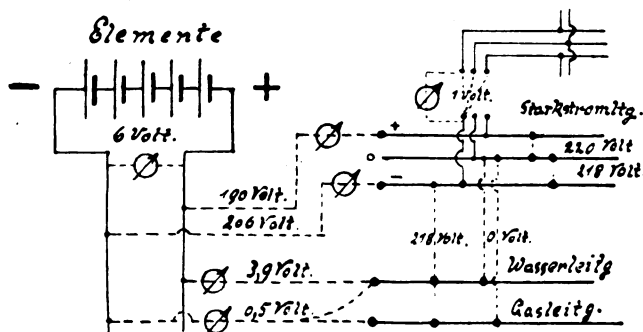 Elemente
− +
6 Volt.
1 Volt.
Starkstromltg.
+
220 Volt
o
218 Volt
−
190 Volt.
206 Volt.
218 Volt.
0 Volt.
3,9 Volt.
Wasserleitg
0,5 Volt.
Gasleitg.